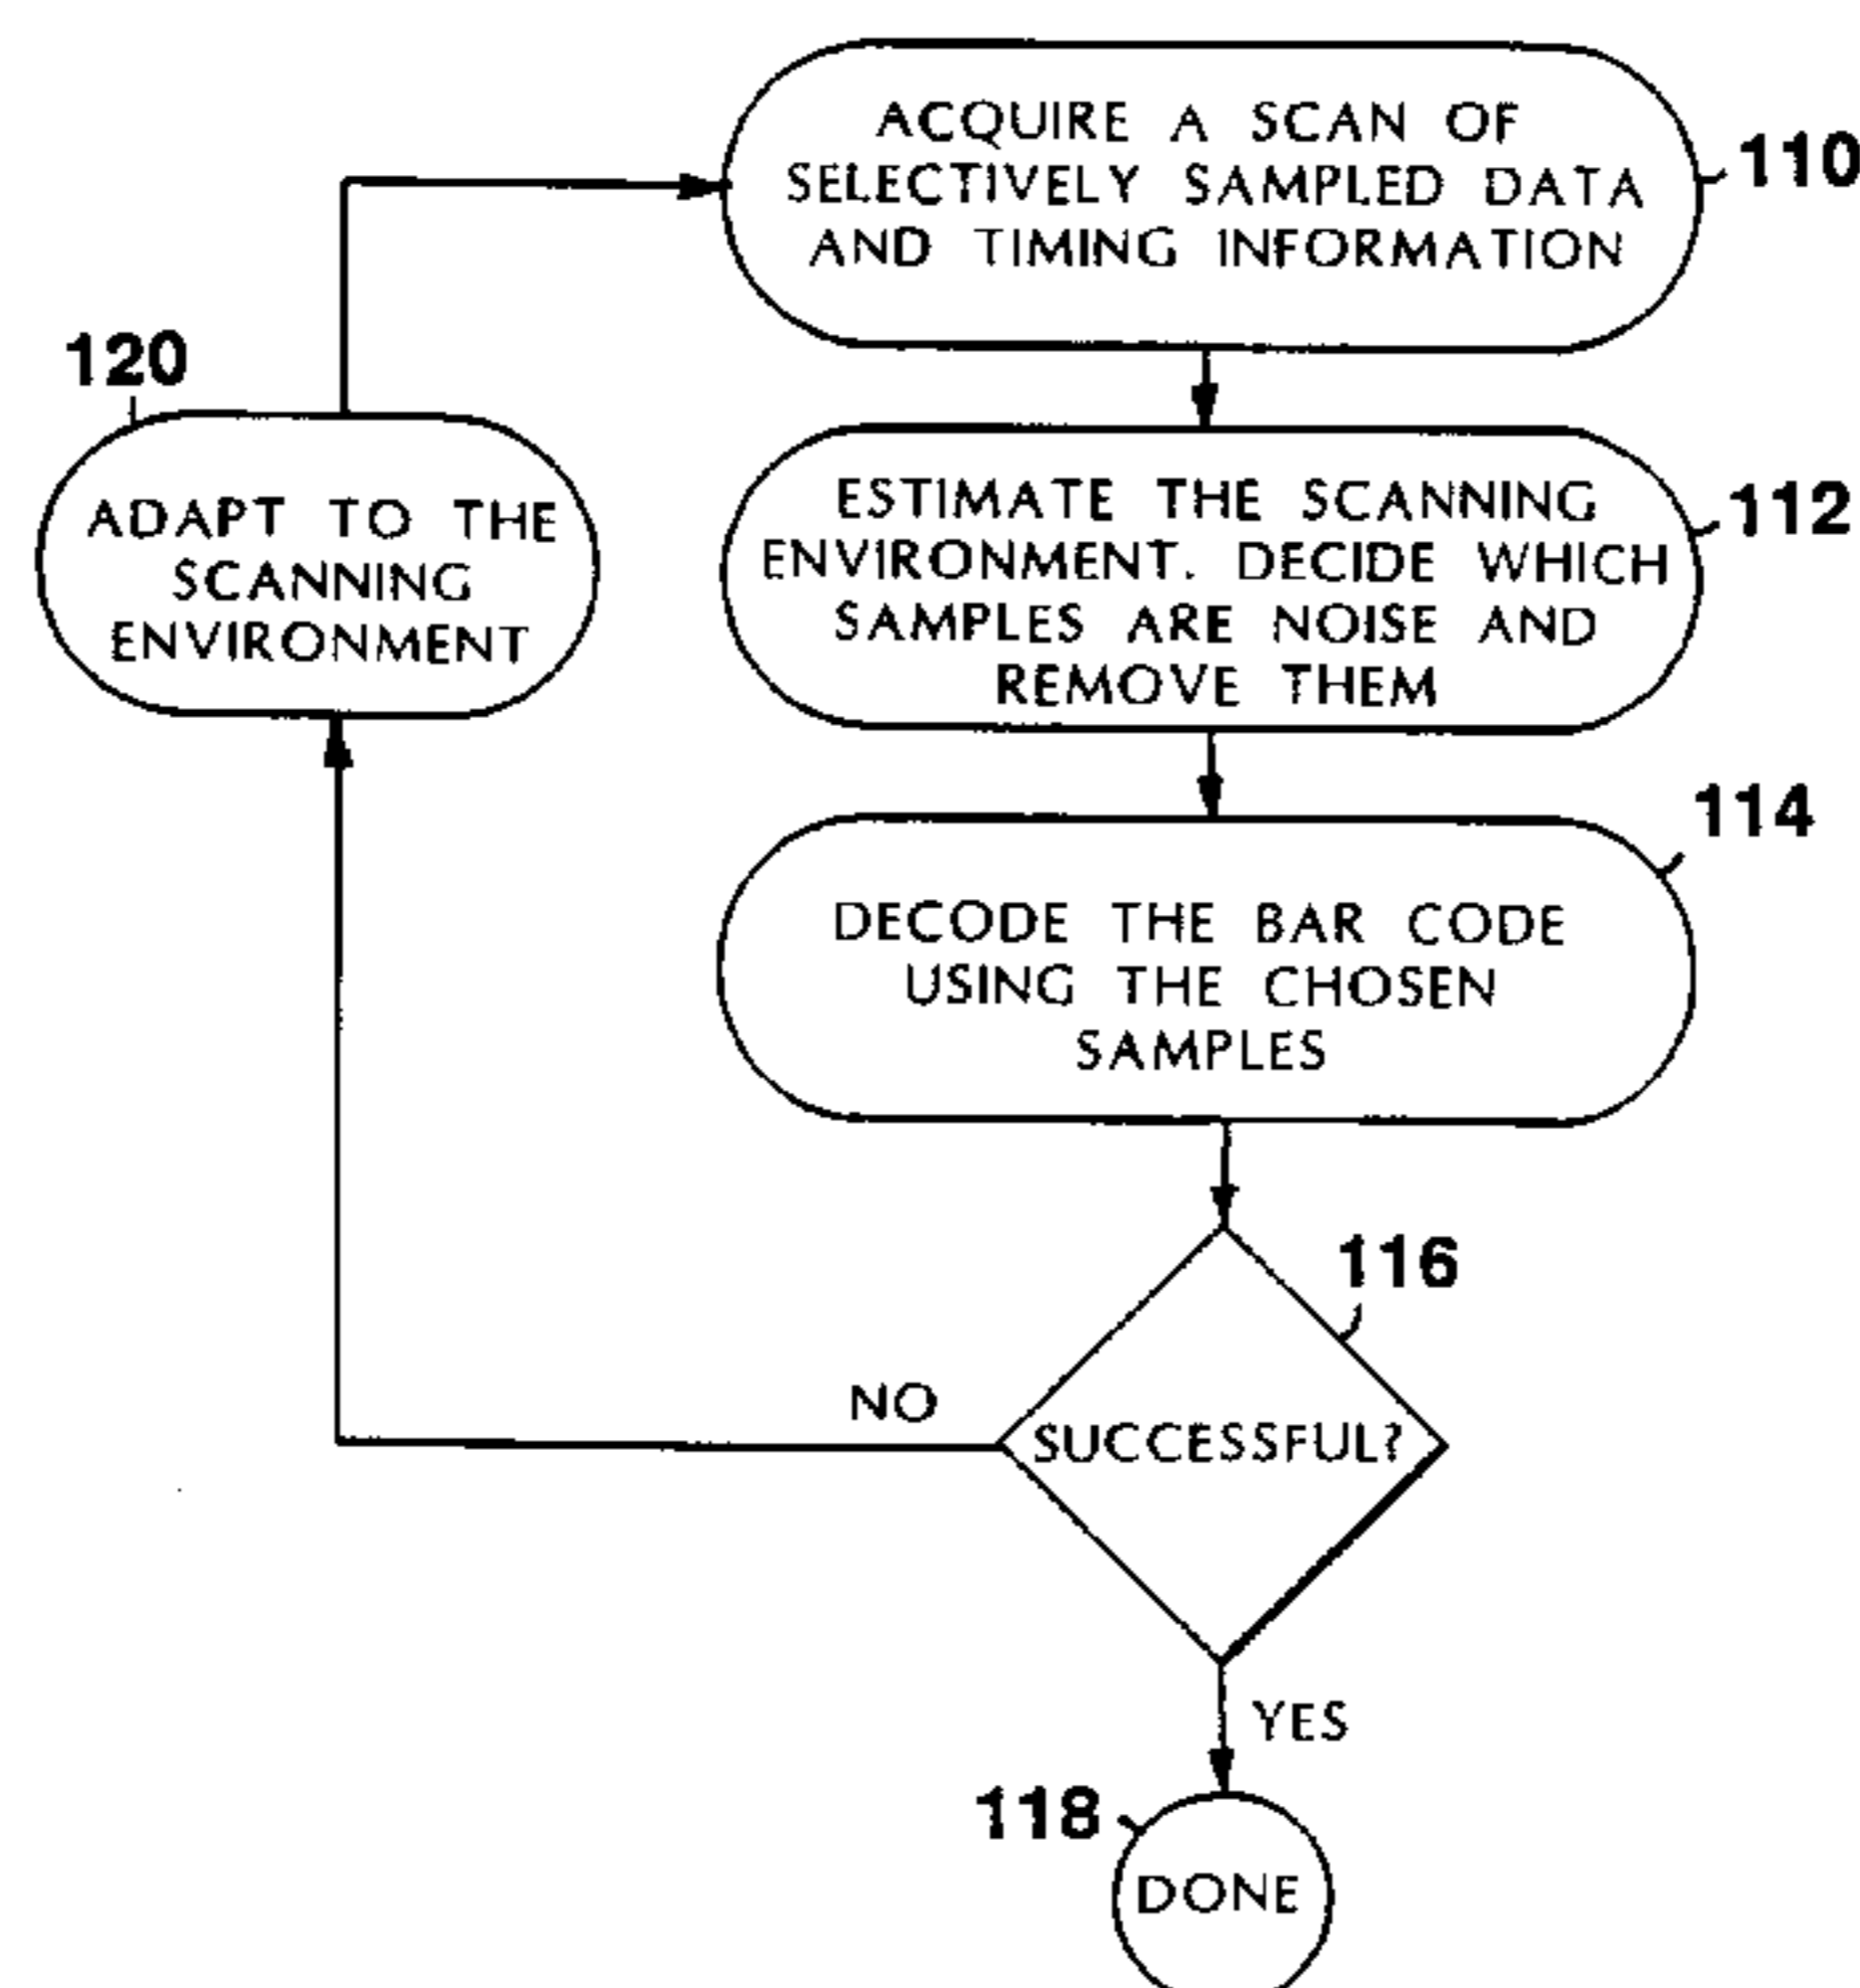 ACQUIRE A SCAN OF
SELECTIVELY SAMPLED DATA
AND TIMING INFORMATION
110
120
ADAPT TO THE
SCANNING
ENVIRONMENT
ESTIMATE THE SCANNING
ENVIRONMENT. DECIDE WHICH
SAMPLES ARE NOISE AND
REMOVE THEM
112
114
DECODE THE BAR CODE
USING THE CHOSEN
SAMPLES
116
NO
SUCCESSFUL?
YES
118
DONE